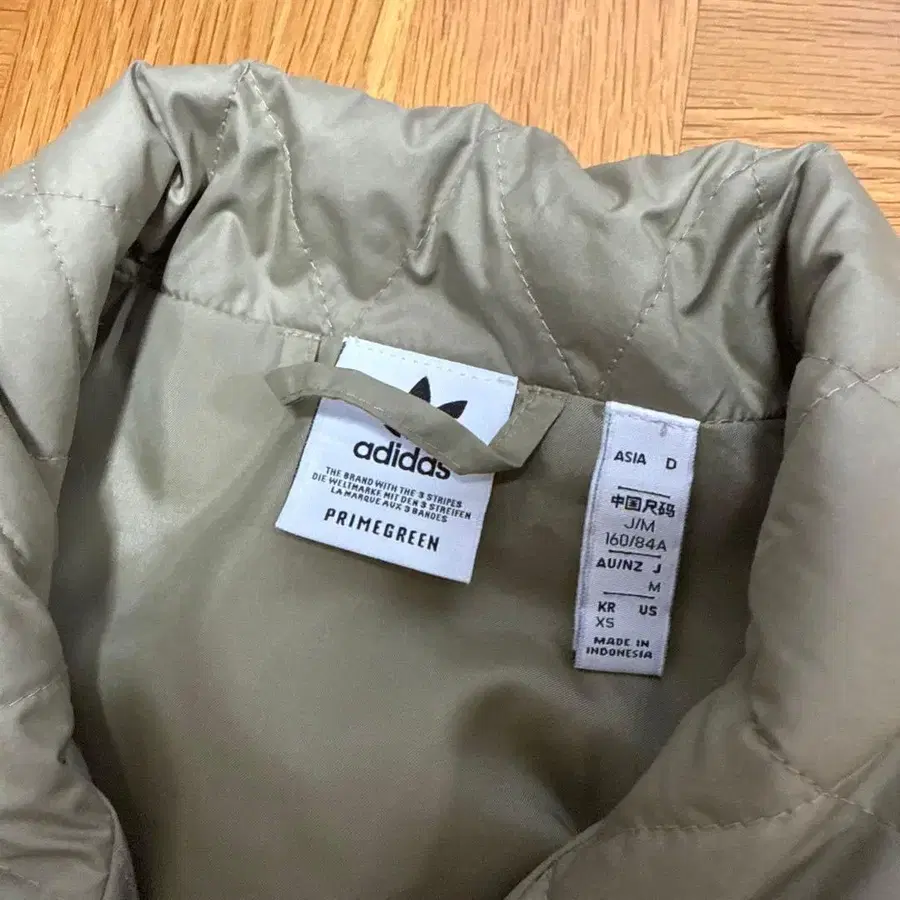 adidas
THE BRAND WITH THE 3 STRIPES
DIE WELTMARKE MIT DEN 3 STREIFEN
LA MARQUE AUX 3 BANDES
PRIMEGREEN
ASIA D
中国尺码
J/M
160/84A
AU/NZ J
M
KR US
XS
MADE IN
INDONESIA